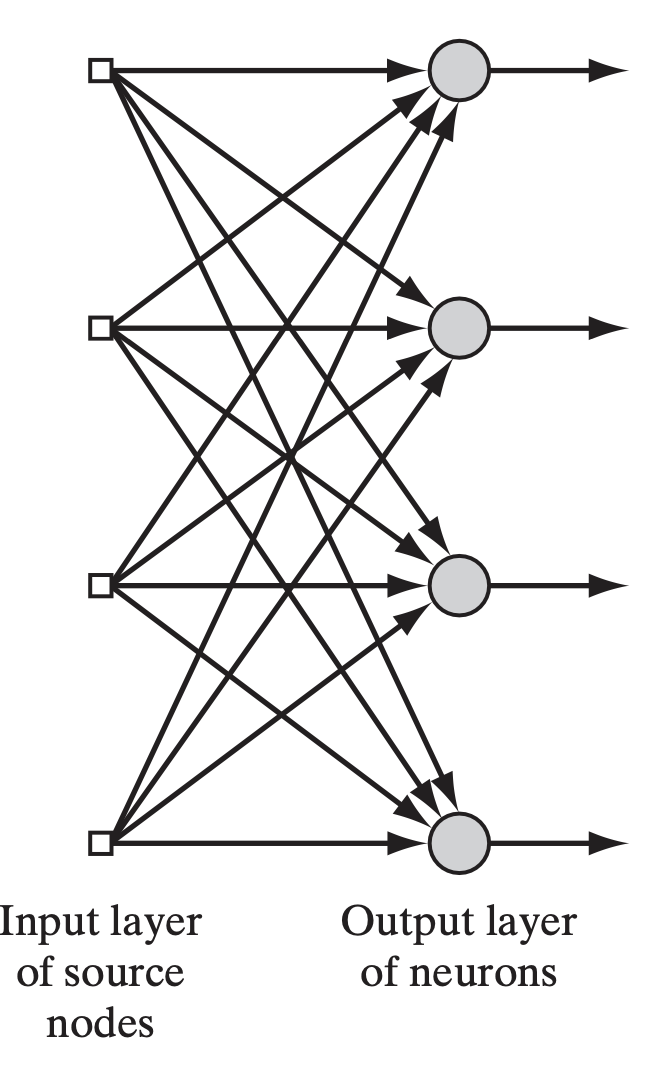 Input layer
of source
nodes
Output layer
of neurons